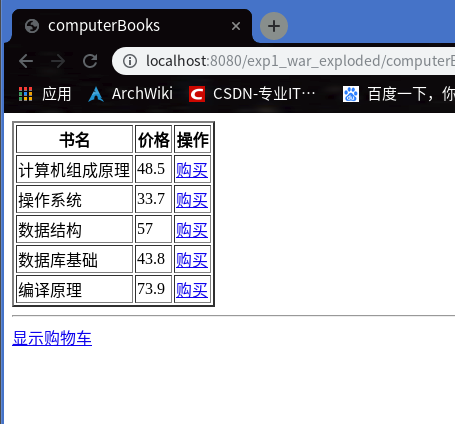 computerBooks
localhost:8080/exp1_war_exploded/computerB
应用 ArchWiki CSDN-专业IT… 百度一下，你
书名 价格 操作
计算机组成原理 48.5 购买
操作系统 33.7 购买
数据结构 57 购买
数据库基础 43.8 购买
编译原理 73.9 购买
显示购物车